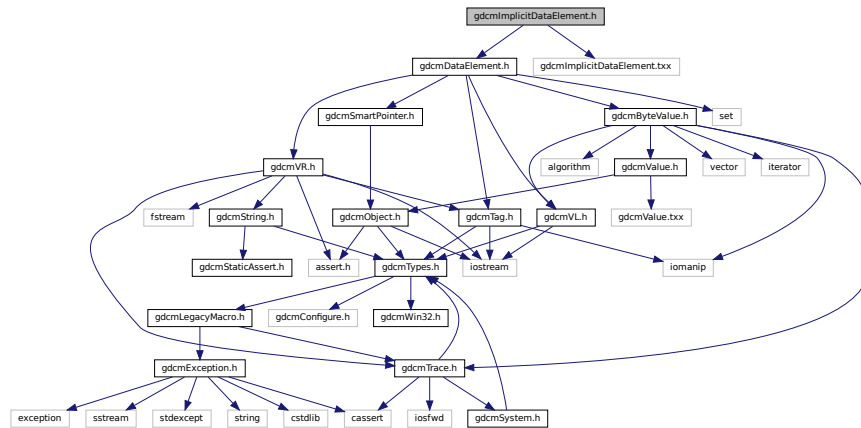 gdcmImplicitDataElement.h
gdcmDataElement.h
gdcmImplicitDataElement.txx
gdcmSmartPointer.h
gdcmByteValue.h
set
gdcmVR.h
algorithm
gdcmValue.h
vector
iterator
fstream
gdcmString.h
gdcmObject.h
gdcmTag.h
gdcmVL.h
gdcmValue.txx
gdcmStaticAssert.h
assert.h
gdcmTypes.h
iostream
iomanip
gdcmLegacyMacro.h
gdcmConfigure.h
gdcmWin32.h
gdcmException.h
gdcmTrace.h
exception
sstream
stdexcept
string
cstdlib
cassert
iosfwd
gdcmSystem.h